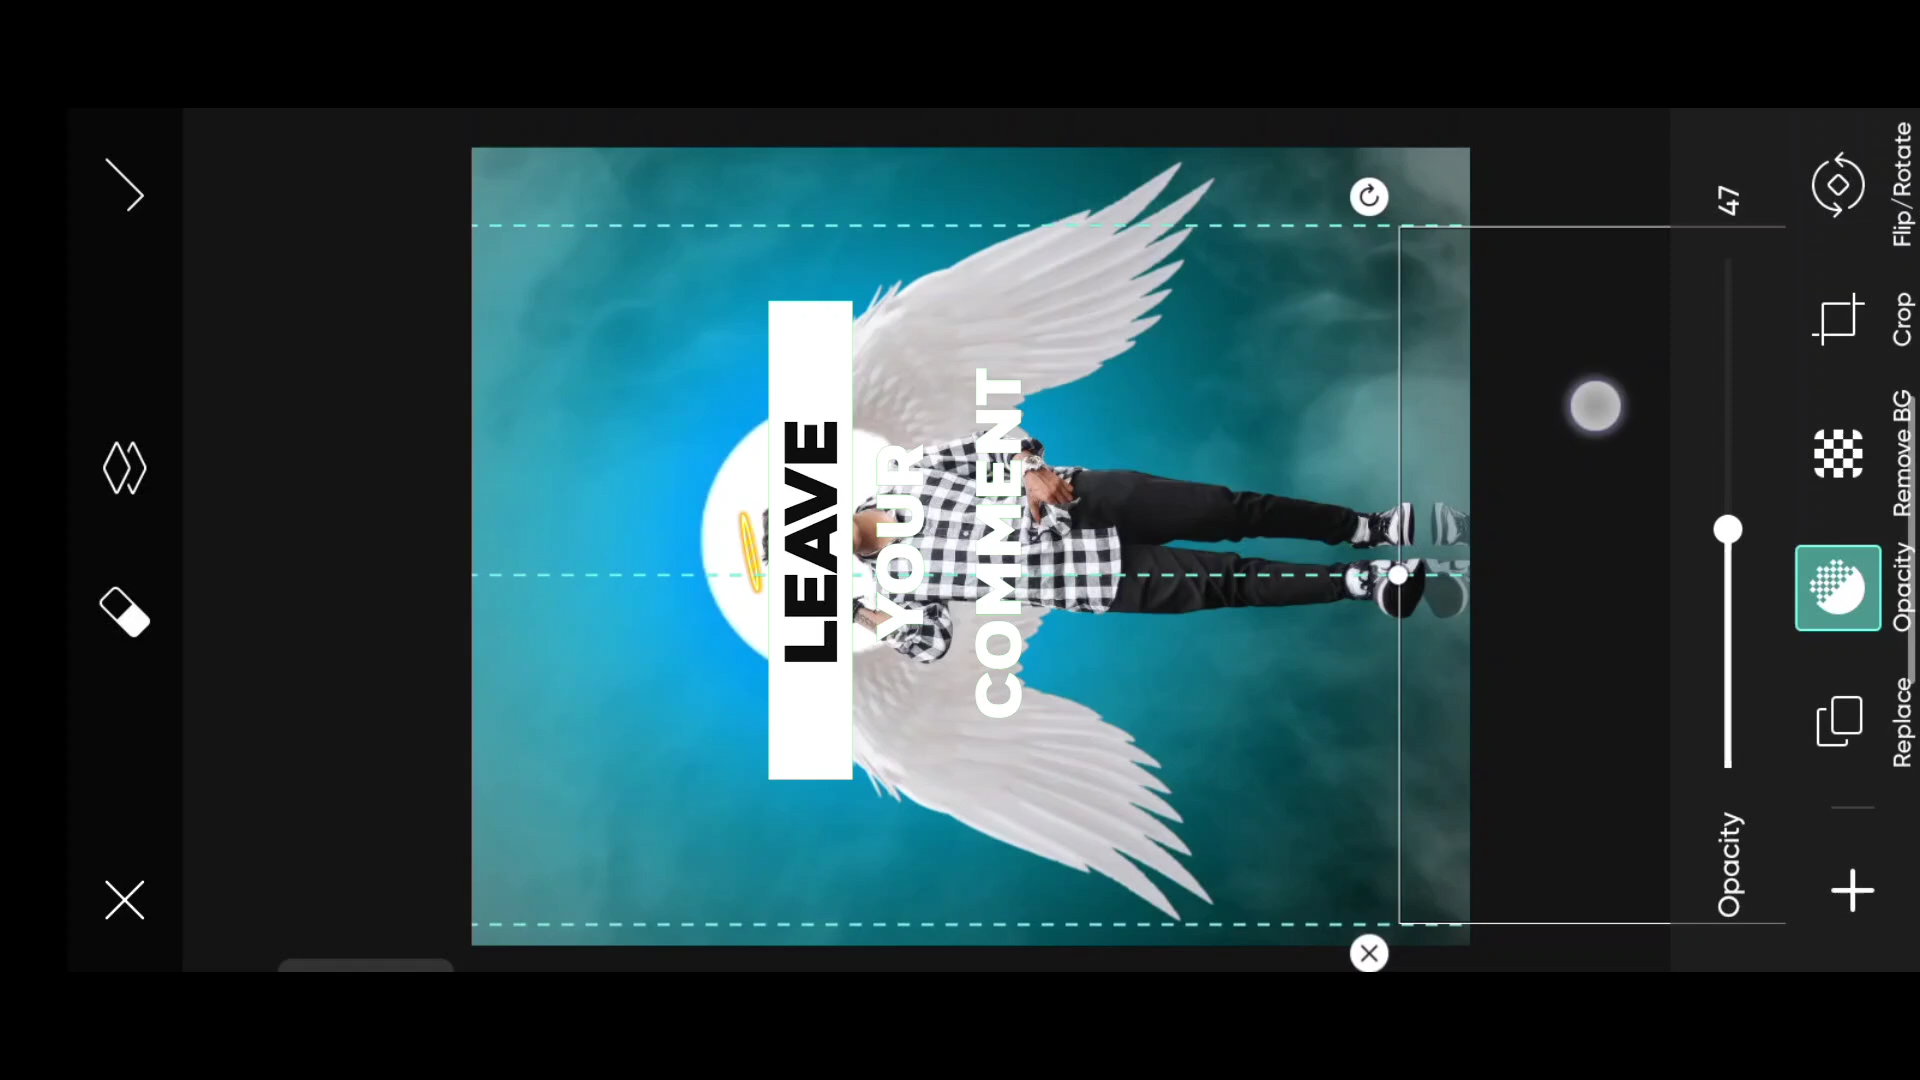 LEAVE
YOUR
COMMENT
Opacity
47
Replace
Opacity
Remove BG
Crop
Flip/Rotate